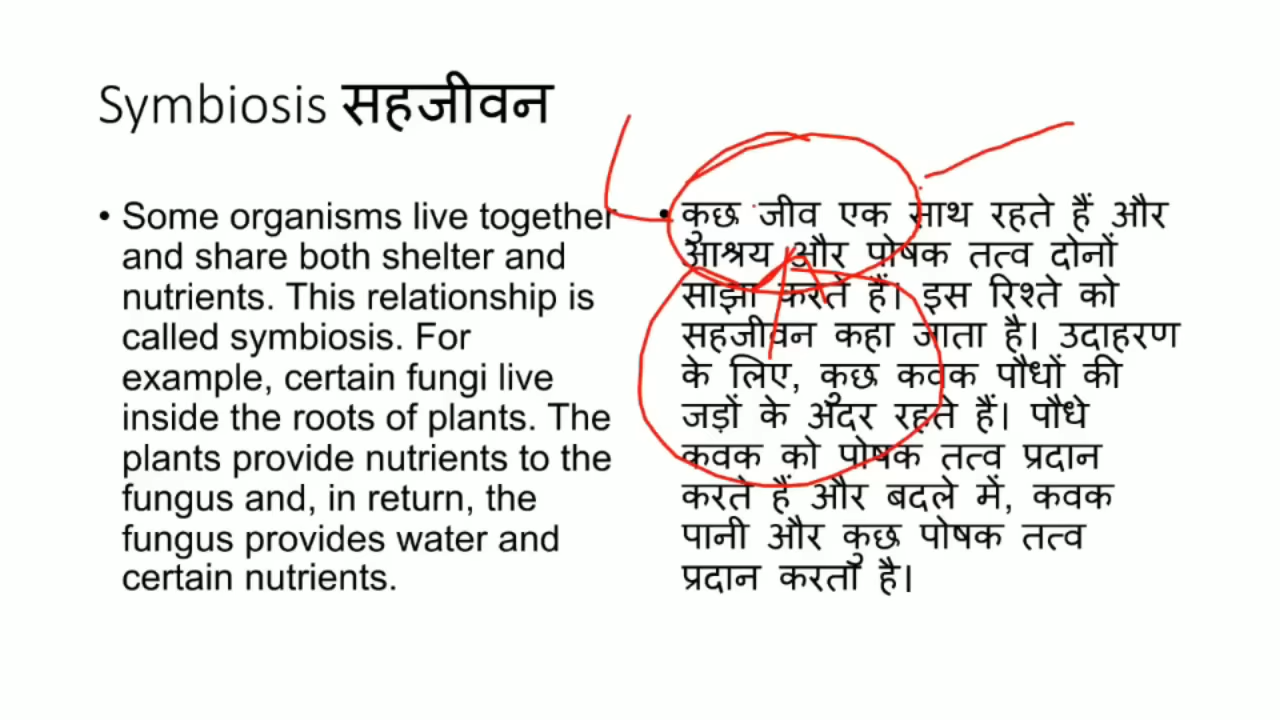 Symbiosis सहजीवन
• Some organisms live together
and share both shelter and
nutrients. This relationship is
called symbiosis. For
example, certain fungi live
inside the roots of plants. The
plants provide nutrients to the
fungus and, in return, the
fungus provides water and
certain nutrients.
• कुछ जीव एक साथ रहते हैं और
आश्रय और पोषक तत्व दोनों
साझा करते हैं। इस रिश्ते को
सहजीवन कहा जाता है। उदाहरण
के लिए, कुछ कवक पौधों की
जड़ों के अंदर रहते हैं। पौधे
कवक को पोषक तत्व प्रदान
करते हैं और बदले में, कवक
पानी और कुछ पोषक तत्व
प्रदान करता है।